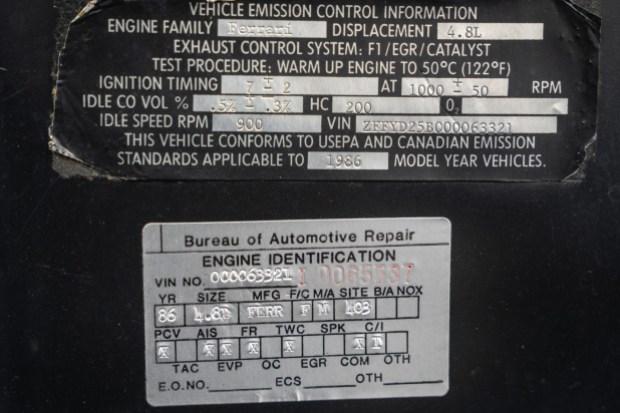 VEHICLE EMISSION CONTROL INFORMATION
ENGINE FAMILY Ferrari DISPLACEMENT 4.8L
EXHAUST CONTROL SYSTEM: F1/EGR/CATALYST
TEST PROCEDURE: WARM UP ENGINE TO 50°C (122°F)
IGNITION TIMING 7 ± 2 AT 1000 ± 50 RPM
IDLE CO VOL % .5% ± .3% HC 200 O2
IDLE SPEED RPM 900 VIN ZFFYD25B000063321
THIS VEHICLE CONFORMS TO USEPA AND CANADIAN EMISSION
STANDARDS APPLICABLE TO 1986 MODEL YEAR VEHICLES.
Bureau of Automotive Repair
ENGINE IDENTIFICATION
VIN NO. 000063321
YR SIZE MFG F/C M/A SITE B/A NOX
86 FERR F M 403
PCV AIS FR TWC SPK C/I
X X X X X X
TAC EVP OC EGR COM OTH
E.O.NO. ECS OTH